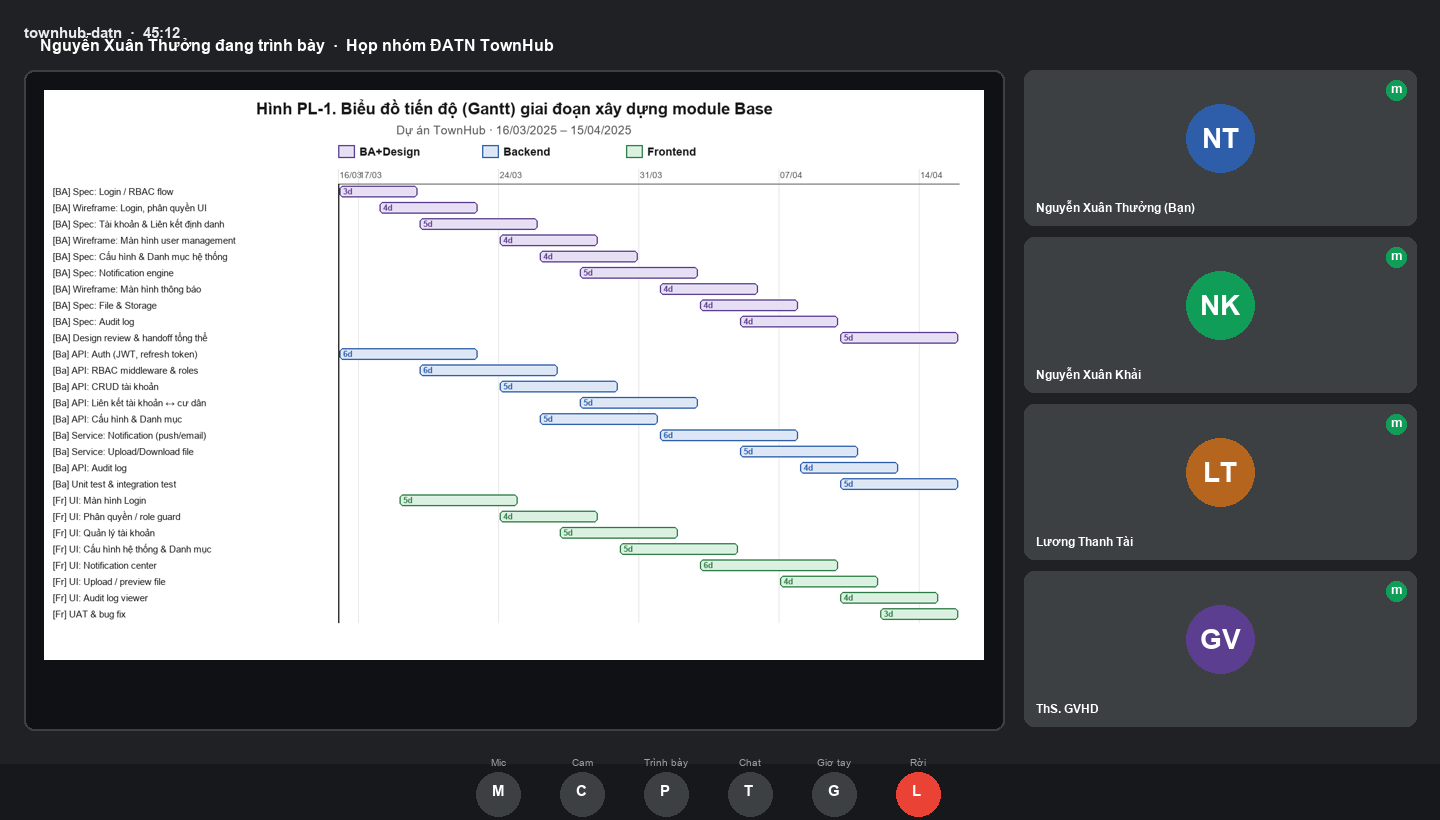 townhub-datn · 45:12
Nguyễn Xuân Thưởng đang trình bày · Họp nhóm ĐATN TownHub
Hình PL-1. Biểu đồ tiến độ (Gantt) giai đoạn xây dựng module Base
Dự án TownHub · 16/03/2025 – 15/04/2025
BA+Design Backend Frontend
16/03 17/03 24/03 31/03 07/04 14/04
[BA] Spec: Login / RBAC flow 3d
[BA] Wireframe: Login, phân quyền UI 4d
[BA] Spec: Tài khoản & Liên kết định danh 5d
[BA] Wireframe: Màn hình user management 4d
[BA] Spec: Cấu hình & Danh mục hệ thống 4d
[BA] Spec: Notification engine 5d
[BA] Wireframe: Màn hình thông báo 4d
[BA] Spec: File & Storage 4d
[BA] Spec: Audit log 4d
[BA] Design review & handoff tổng thể 5d
[Ba] API: Auth (JWT, refresh token) 6d
[Ba] API: RBAC middleware & roles 6d
[Ba] API: CRUD tài khoản 5d
[Ba] API: Liên kết tài khoản ↔ cư dân 5d
[Ba] API: Cấu hình & Danh mục 5d
[Ba] Service: Notification (push/email) 6d
[Ba] Service: Upload/Download file 5d
[Ba] API: Audit log 4d
[Ba] Unit test & integration test 5d
[Fr] UI: Màn hình Login 5d
[Fr] UI: Phân quyền / role guard 4d
[Fr] UI: Quản lý tài khoản 5d
[Fr] UI: Cấu hình hệ thống & Danh mục 5d
[Fr] UI: Notification center 6d
[Fr] UI: Upload / preview file 4d
[Fr] UI: Audit log viewer 4d
[Fr] UAT & bug fix 3d
m
NT
Nguyễn Xuân Thưởng (Bạn)
m
NK
Nguyễn Xuân Khải
m
LT
Lương Thanh Tài
m
GV
ThS. GVHD
Mic Cam Trình bày Chat Giơ tay Rời
M C P T G L